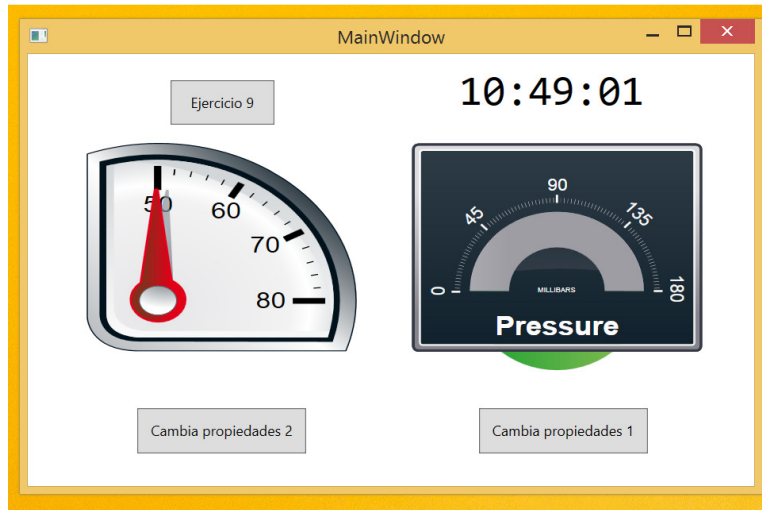 MainWindow
Ejercicio 9
10:49:01
50
60
70
80
0
45
90
135
180
MILLIBARS
Pressure
Cambia propiedades 2
Cambia propiedades 1